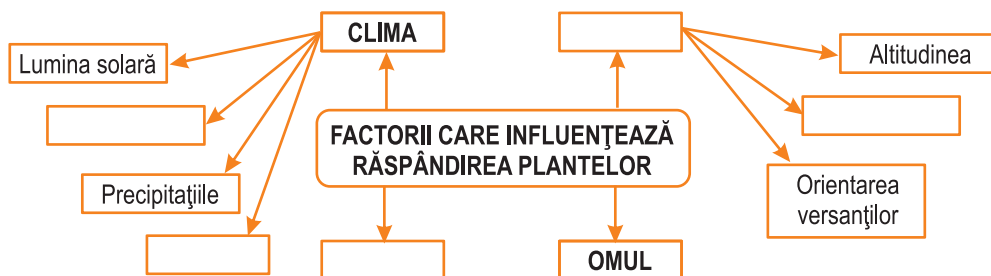 CLIMA
Lumina solară
Altitudinea
FACTORII CARE INFLUENŢEAZĂ
RĂSPÂNDIREA PLANTELOR
Precipitaţiile
Orientarea
versanţilor
OMUL